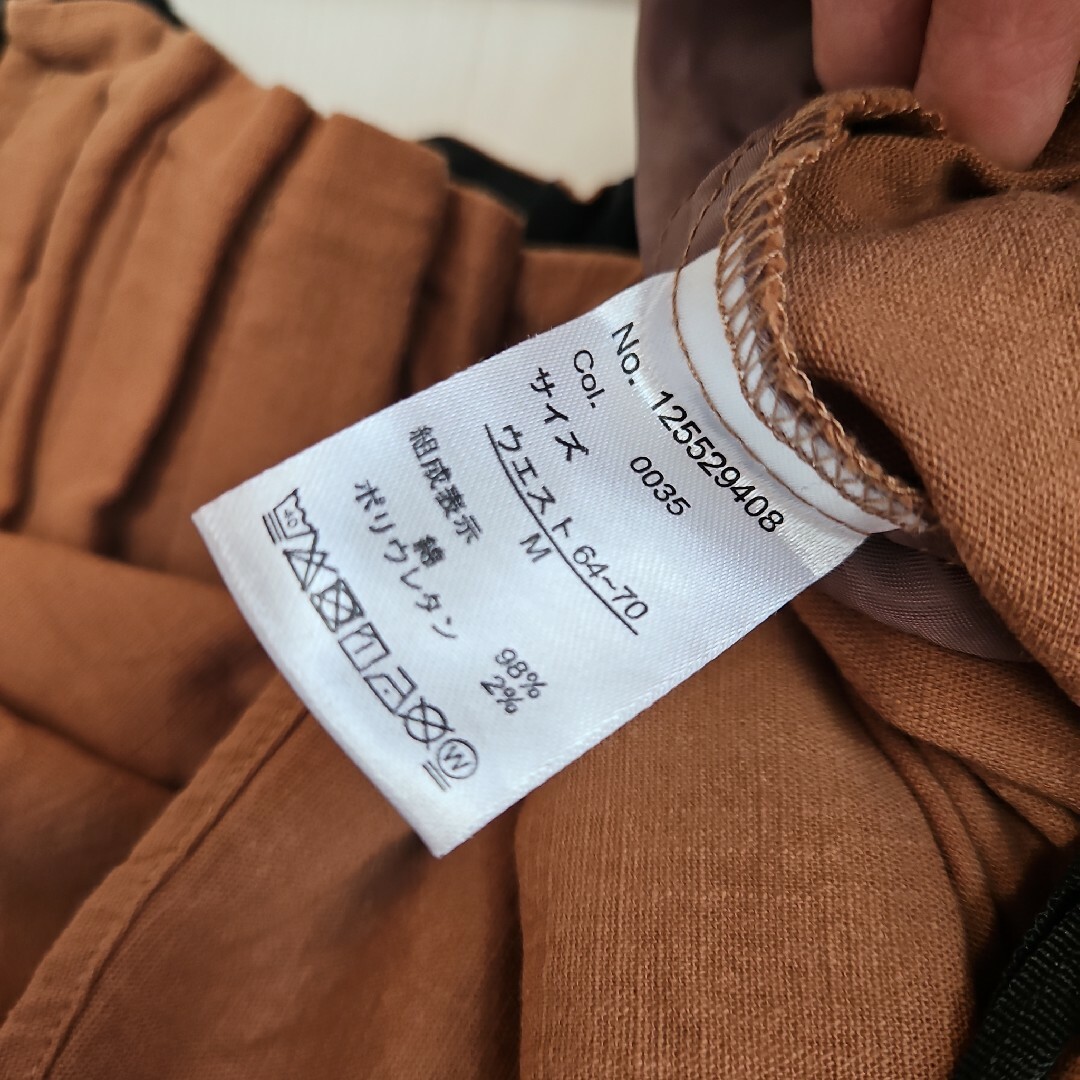 No. 125529408
Col. 0035
サイズ M
ウエスト64~70
組成表示
綿 98%
ポリウレタン 2%
40
W